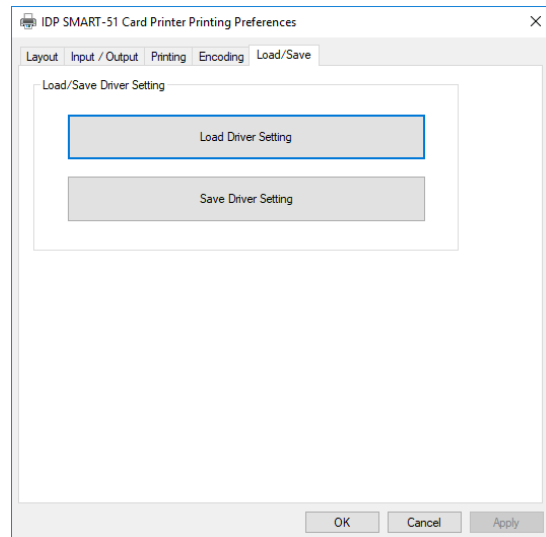 IDP SMART-51 Card Printer Printing Preferences
Layout Input / Output Printing Encoding Load/Save
Load/Save Driver Setting
Load Driver Setting
Save Driver Setting
OK Cancel Apply